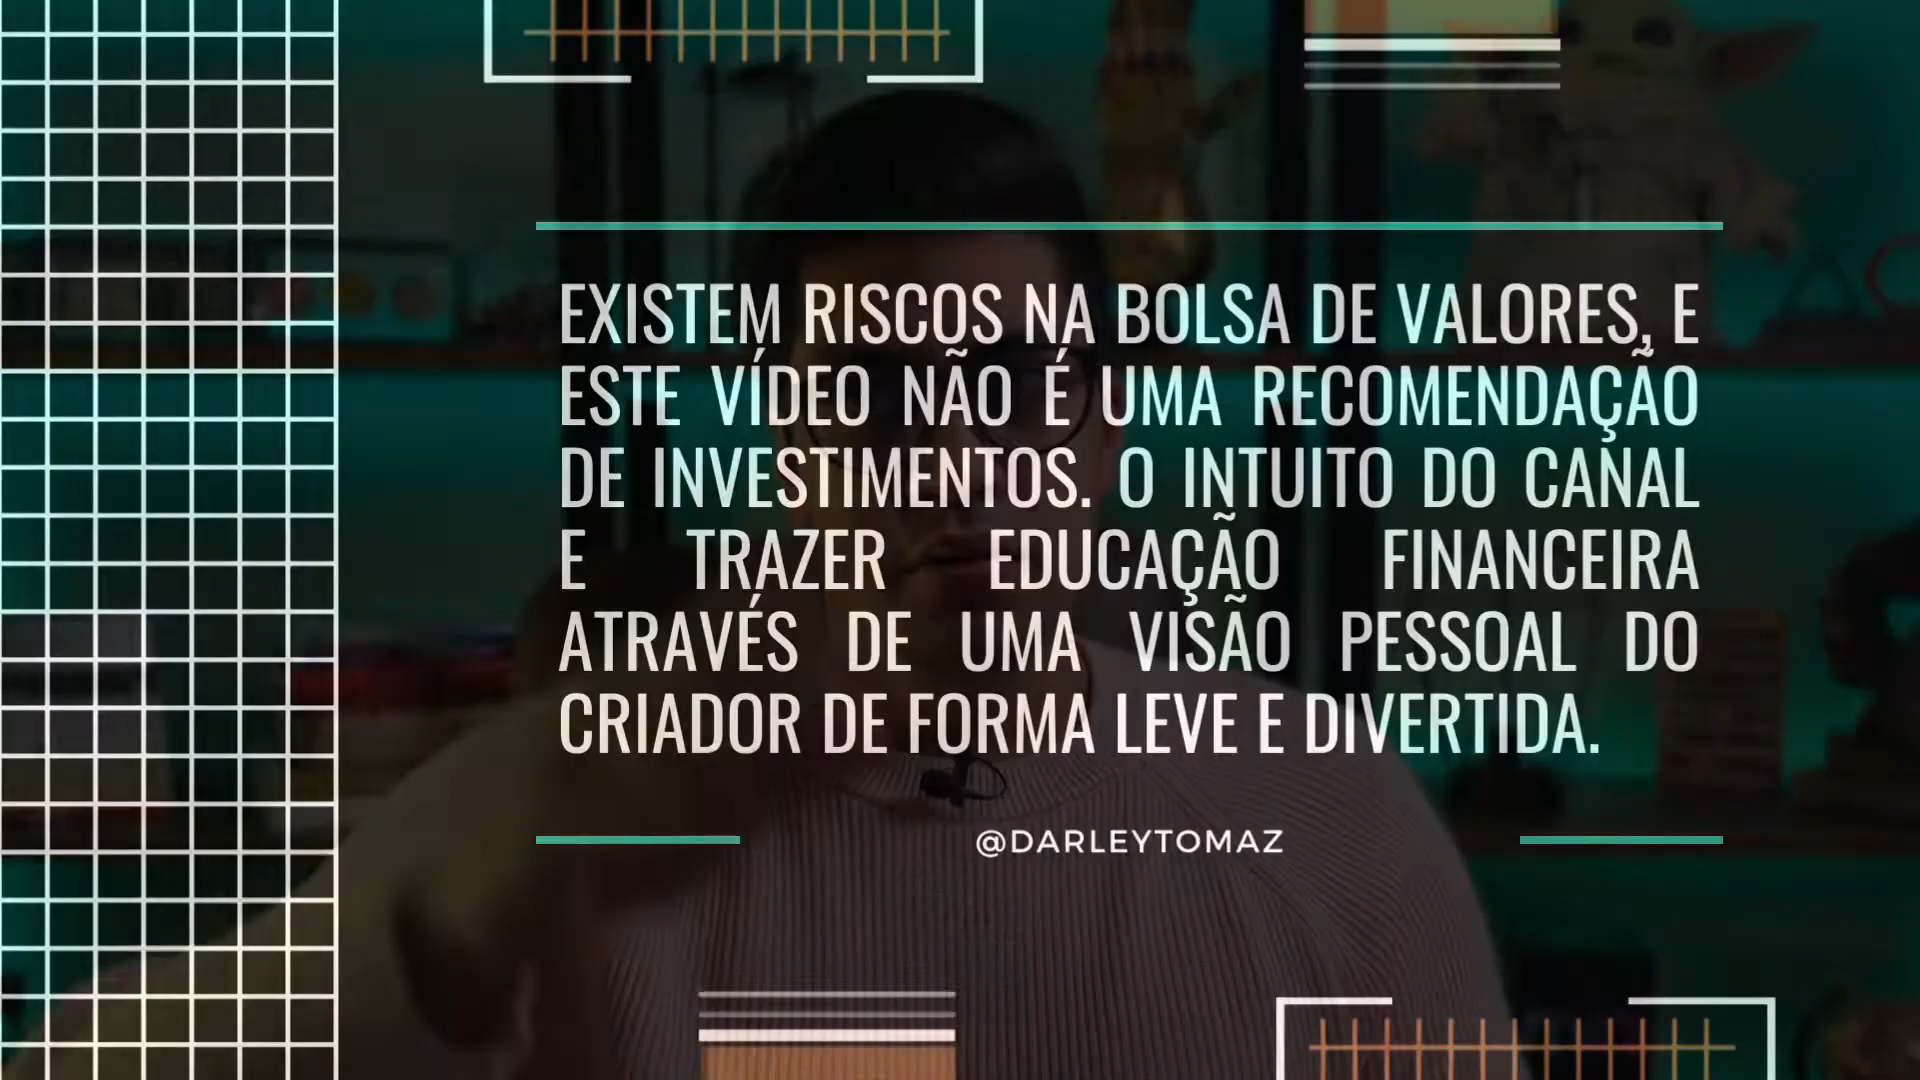 EXISTEM RISCOS NA BOLSA DE VALORES, E
ESTE VÍDEO NÃO É UMA RECOMENDAÇÃO
DE INVESTIMENTOS. O INTUITO DO CANAL
E TRAZER EDUCAÇÃO FINANCEIRA
ATRAVÉS DE UMA VISÃO PESSOAL DO
CRIADOR DE FORMA LEVE E DIVERTIDA.
@DARLEYTOMAZ